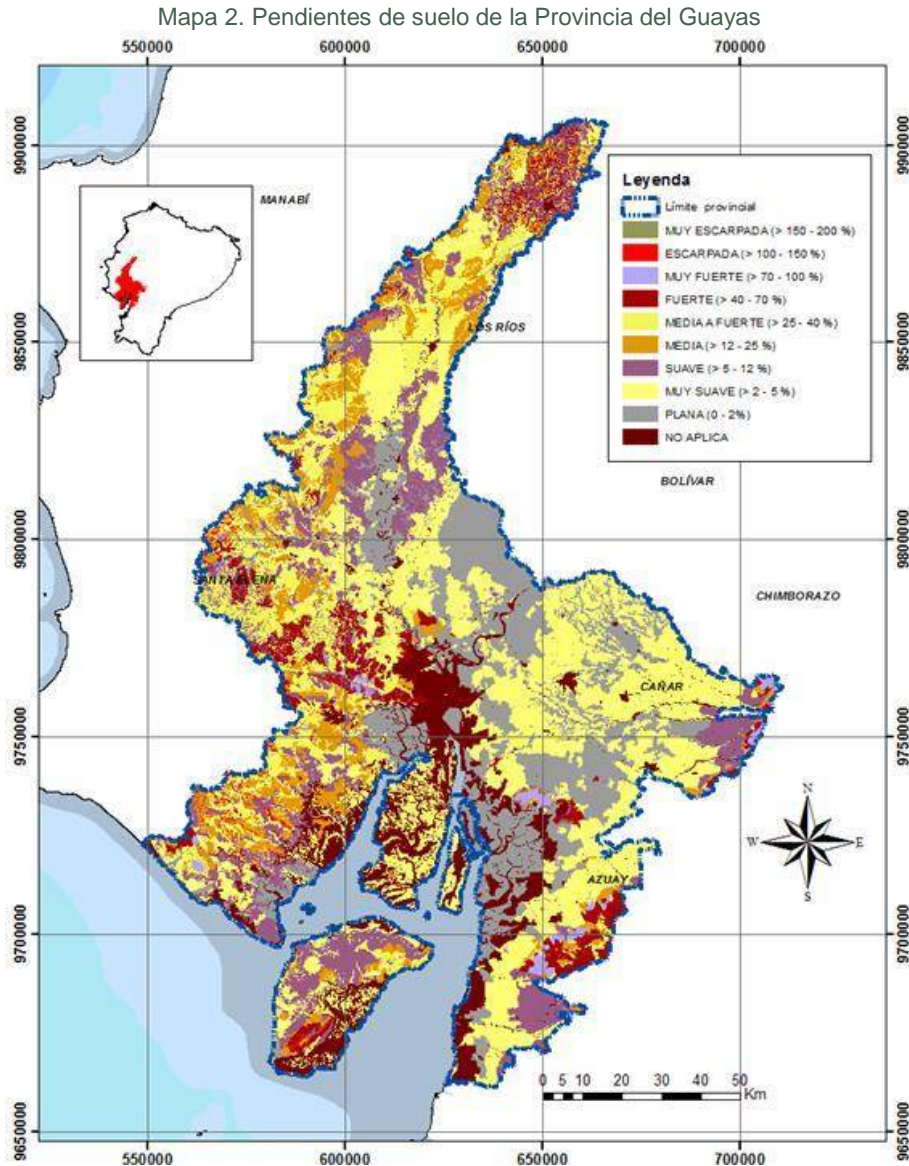 Mapa 2. Pendientes de suelo de la Provincia del Guayas
550000 600000 650000 700000
9900000 9900000
MANABÍ
Leyenda
Límite provincial
MUY ESCARPADA (> 150 - 200 %)
ESCARPADA (> 100 - 150 %)
MUY FUERTE (> 70 - 100 %)
FUERTE (> 40 - 70 %)
MEDIA A FUERTE (> 25 - 40 %)
MEDIA (> 12 - 25 %)
SUAVE (> 5 - 12 %)
MUY SUAVE (> 2 - 5 %)
PLANA (0 - 2%)
NO APLICA
9850000 9850000
LOS RÍOS
BOLÍVAR
9800000 9800000
SANTA ELENA
CHIMBORAZO
CAÑAR
9750000 9750000
N
W E
S
AZUAY
9700000 9700000
0 5 10 20 30 40 50
Km
9650000 9650000
550000 600000 650000 700000